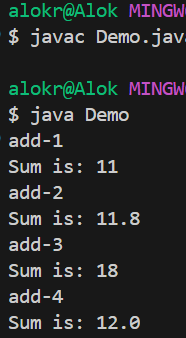 alokr@Alok MINGW
$ javac Demo.jav
alokr@Alok MINGW
$ java Demo
add-1
Sum is: 11
add-2
Sum is: 11.8
add-3
Sum is: 18
add-4
Sum is: 12.0